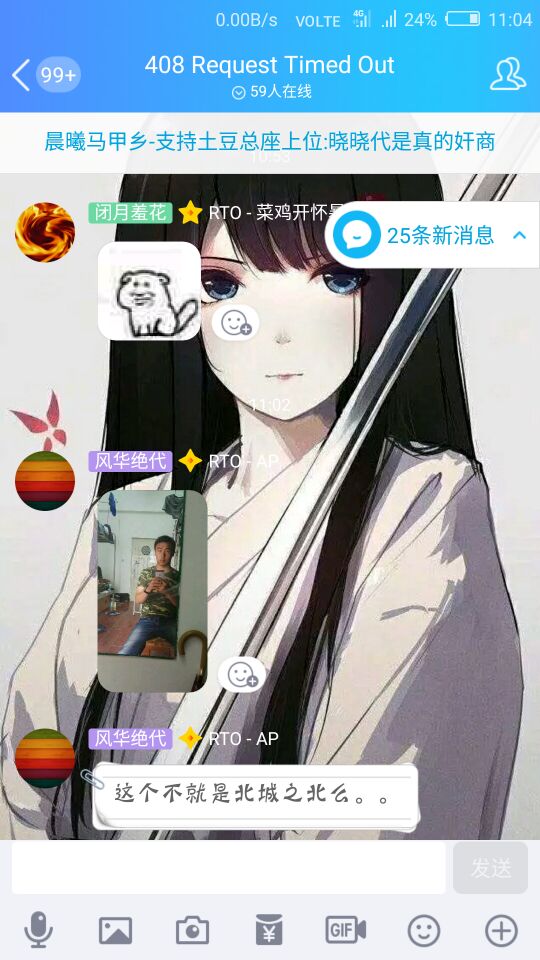 0.00B/s VOLTE 4G 24% 11:04
99+ 408 Request Timed Out
59人在线
晨曦马甲乡-支持土豆总座上位:晓晓代是真的奸商
10:53
闭月羞花 RTO - 菜鸡开怀
25条新消息
11:02
风华绝代 RTO - AP
风华绝代 RTO - AP
这个不就是北城之北么。。
发送
GIF